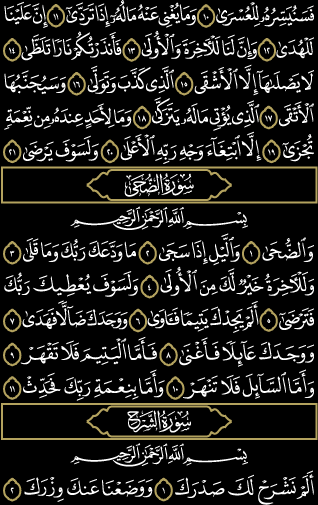 فَسَنُيَسِّرُهُۥ لِلْعُسْرَىٰ ١٠ وَمَا يُغْنِى عَنْهُ مَالُهُۥٓ إِذَا تَرَدَّىٰٓ ١١ إِنَّ عَلَيْنَا
لَلْهُدَىٰ ١٢ وَإِنَّ لَنَا لَلْـَٔاخِرَةَ وَٱلْأُولَىٰ ١٣ فَأَنذَرْتُكُمْ نَارًا تَلَظَّىٰ ١٤
لَا يَصْلَىٰهَآ إِلَّا ٱلْأَشْقَى ١٥ ٱلَّذِى كَذَّبَ وَتَوَلَّىٰ ١٦ وَسَيُجَنَّبُهَا
ٱلْأَتْقَى ١٧ ٱلَّذِى يُؤْتِى مَالَهُۥ يَتَزَكَّىٰ ١٨ وَمَا لِأَحَدٍ عِندَهُۥ مِن نِّعْمَةٍ
تُجْزَىٰٓ ١٩ إِلَّا ٱبْتِغَآءَ وَجْهِ رَبِّهِ ٱلْأَعْلَىٰ ٢٠ وَلَسَوْفَ يَرْضَىٰ ٢١
سُورَةُ الضُّحَىٰ
بِسْمِ ٱللَّهِ ٱلرَّحْمَٰنِ ٱلرَّحِيمِ
وَٱلضُّحَىٰ ١ وَٱلَّيْلِ إِذَا سَجَىٰ ٢ مَا وَدَّعَكَ رَبُّكَ وَمَا قَلَىٰ ٣
وَلَلْـَٔاخِرَةُ خَيْرٌ لَّكَ مِنَ ٱلْأُولَىٰ ٤ وَلَسَوْفَ يُعْطِيكَ رَبُّكَ
فَتَرْضَىٰٓ ٥ أَلَمْ يَجِدْكَ يَتِيمًا فَـَٔاوَىٰ ٦ وَوَجَدَكَ ضَآلًّا فَهَدَىٰ ٧
وَوَجَدَكَ عَآئِلًا فَأَغْنَىٰ ٨ فَأَمَّا ٱلْيَتِيمَ فَلَا تَقْهَرْ ٩
وَأَمَّا ٱلسَّآئِلَ فَلَا تَنْهَرْ ١٠ وَأَمَّا بِنِعْمَةِ رَبِّكَ فَحَدِّثْ ١١
سُورَةُ الشَّرْحِ
بِسْمِ ٱللَّهِ ٱلرَّحْمَٰنِ ٱلرَّحِيمِ
أَلَمْ نَشْرَحْ لَكَ صَدْرَكَ ١ وَوَضَعْنَا عَنكَ وِزْرَكَ ٢